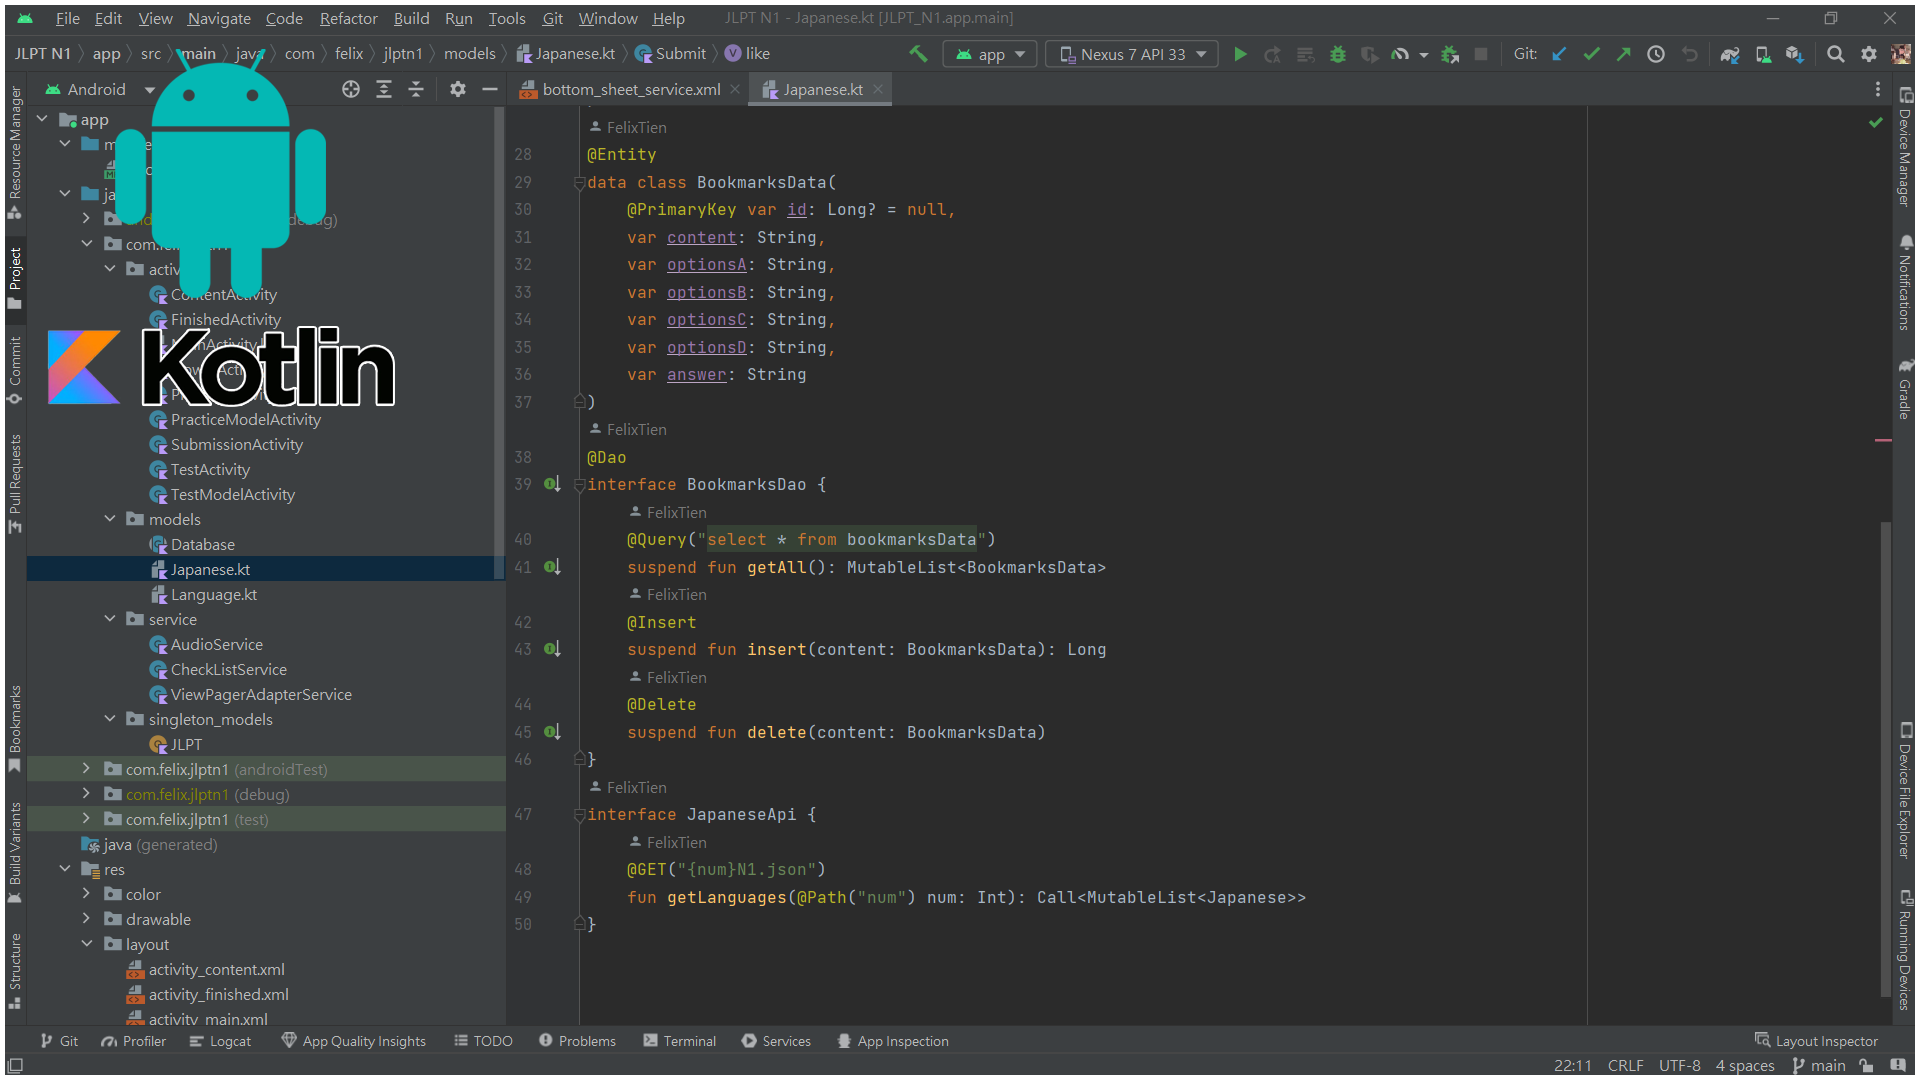 File Edit View Navigate Code Refactor Build Run Tools Git Window Help JLPT N1 - Japanese.kt [JLPT_N1.app.main]
JLPT N1 app src main java com felix jlptn1 models Japanese.kt Submit like app Nexus 7 API 33 Git:
Android
bottom_sheet_service.xml Japanese.kt
Resource Manager
Project
Commit
Pull Requests
Bookmarks
Build Variants
Structure
app
com.
ContentActivity
FinishedActivity
Kotlin
PracticeModelActivity
SubmissionActivity
TestActivity
TestModelActivity
models
Database
Japanese.kt
Language.kt
service
AudioService
CheckListService
ViewPagerAdapterService
singleton_models
JLPT
com.felix.jlptn1 (androidTest)
com.felix.jlptn1 (debug)
com.felix.jlptn1 (test)
java (generated)
res
color
drawable
layout
activity_content.xml
activity_finished.xml
activity_main.xml
FelixTien
28 @Entity
29 data class BookmarksData(
30 @PrimaryKey var id: Long? = null,
31 var content: String,
32 var optionsA: String,
33 var optionsB: String,
34 var optionsC: String,
35 var optionsD: String,
36 var answer: String
37 )
FelixTien
38 @Dao
39 interface BookmarksDao {
FelixTien
40 @Query("select * from bookmarksData")
41 suspend fun getAll(): MutableList<BookmarksData>
FelixTien
42 @Insert
43 suspend fun insert(content: BookmarksData): Long
FelixTien
44 @Delete
45 suspend fun delete(content: BookmarksData)
46 }
FelixTien
47 interface JapaneseApi {
FelixTien
48 @GET("{num}N1.json")
49 fun getLanguages(@Path("num") num: Int): Call<MutableList<Japanese>>
50 }
Device Manager
Notifications
Gradle
Device File Explorer
Running Devices
Git Profiler Logcat App Quality Insights TODO Problems Terminal Services App Inspection Layout Inspector
22:11 CRLF UTF-8 4 spaces main